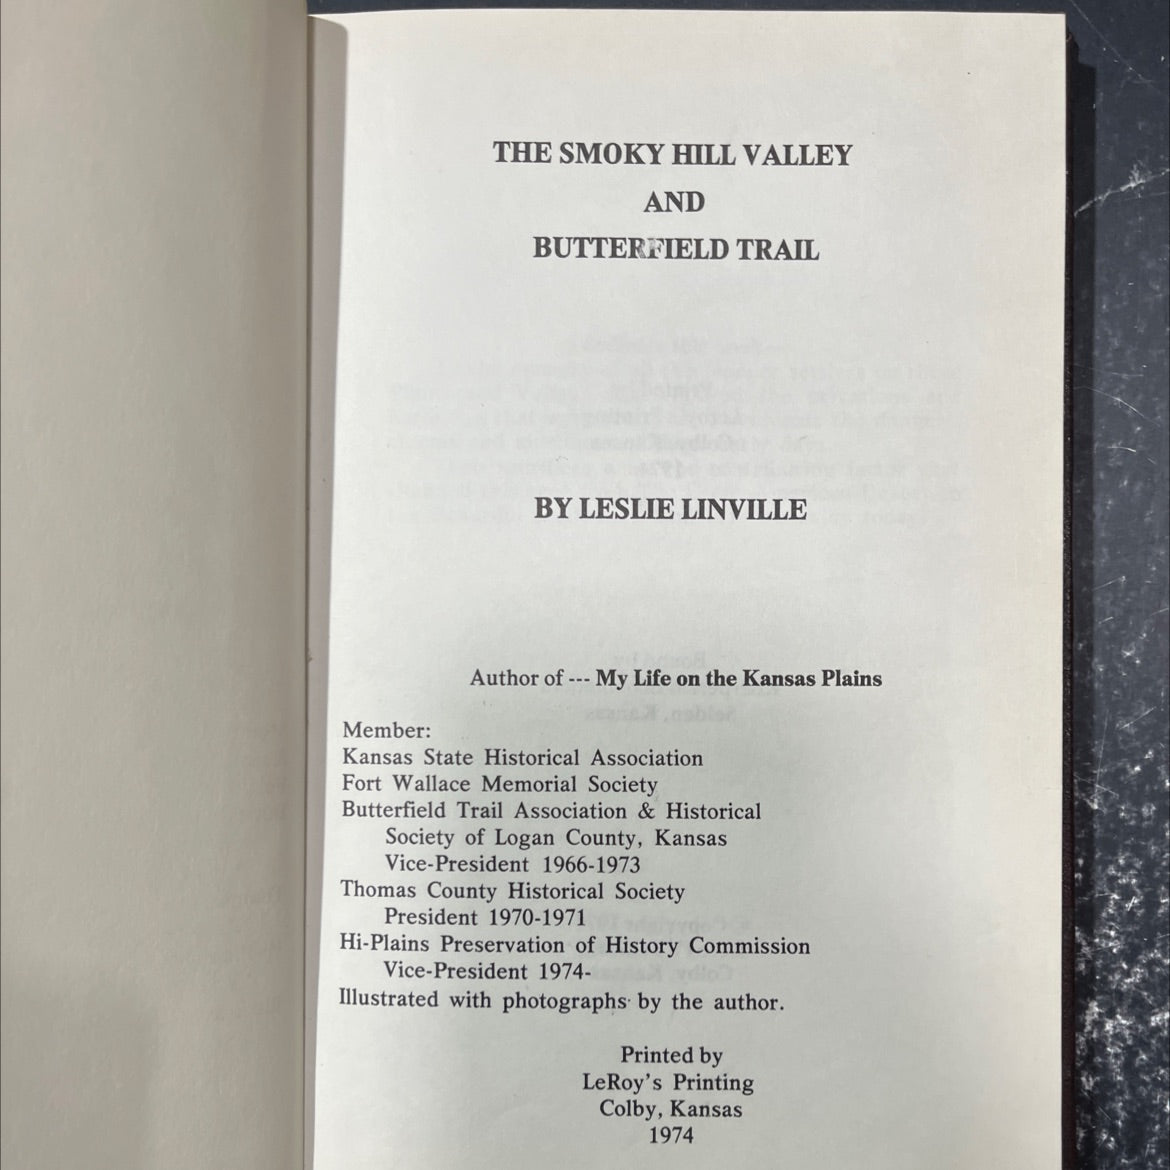 THE SMOKY HILL VALLEY
AND
BUTTERFIELD TRAIL
BY LESLIE LINVILLE
Author of --- My Life on the Kansas Plains
Member:
Kansas State Historical Association
Fort Wallace Memorial Society
Butterfield Trail Association & Historical
Society of Logan County, Kansas
Vice-President 1966-1973
Thomas County Historical Society
President 1970-1971
Hi-Plains Preservation of History Commission
Vice-President 1974-
Illustrated with photographs by the author.
Printed by
LeRoy's Printing
Colby, Kansas
1974